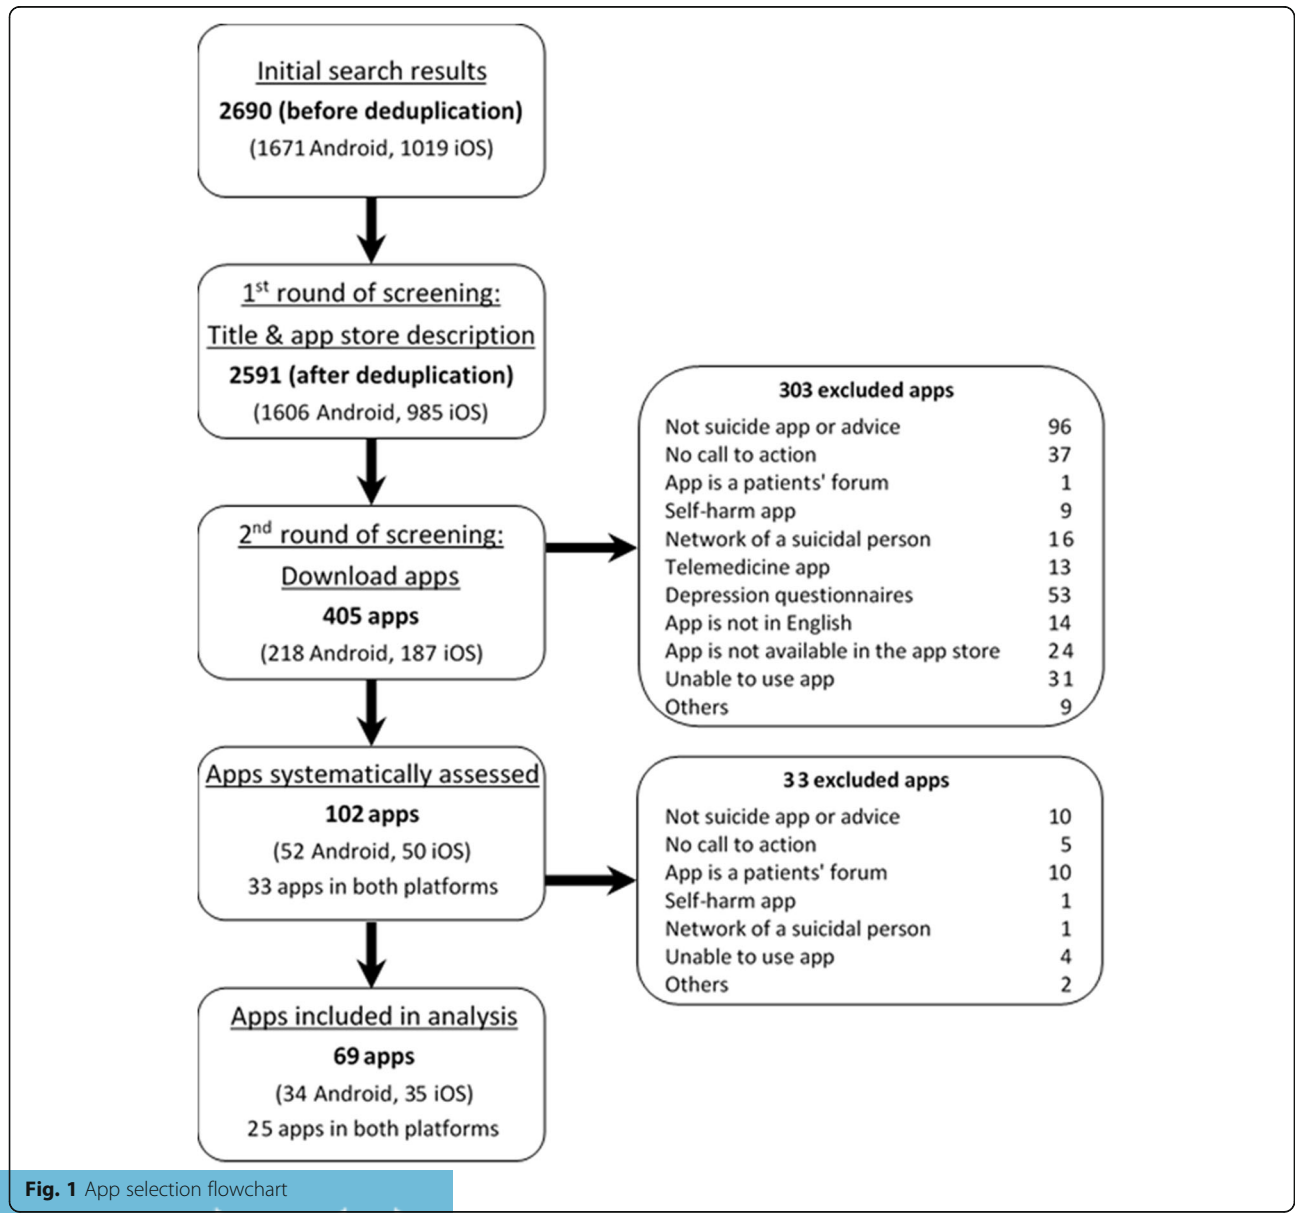 Initial search results
2690 (before deduplication)
(1671 Android, 1019 iOS)
1st round of screening:
Title & app store description
2591 (after deduplication)
(1606 Android, 985 iOS)
2nd round of screening:
Download apps
405 apps
(218 Android, 187 iOS)
303 excluded apps
Not suicide app or advice 96
No call to action 37
App is a patients' forum 1
Self-harm app 9
Network of a suicidal person 16
Telemedicine app 13
Depression questionnaires 53
App is not in English 14
App is not available in the app store 24
Unable to use app 31
Others 9
Apps systematically assessed
102 apps
(52 Android, 50 iOS)
33 apps in both platforms
33 excluded apps
Not suicide app or advice 10
No call to action 5
App is a patients' forum 10
Self-harm app 1
Network of a suicidal person 1
Unable to use app 4
Others 2
Apps included in analysis
69 apps
(34 Android, 35 iOS)
25 apps in both platforms
Fig. 1 App selection flowchart